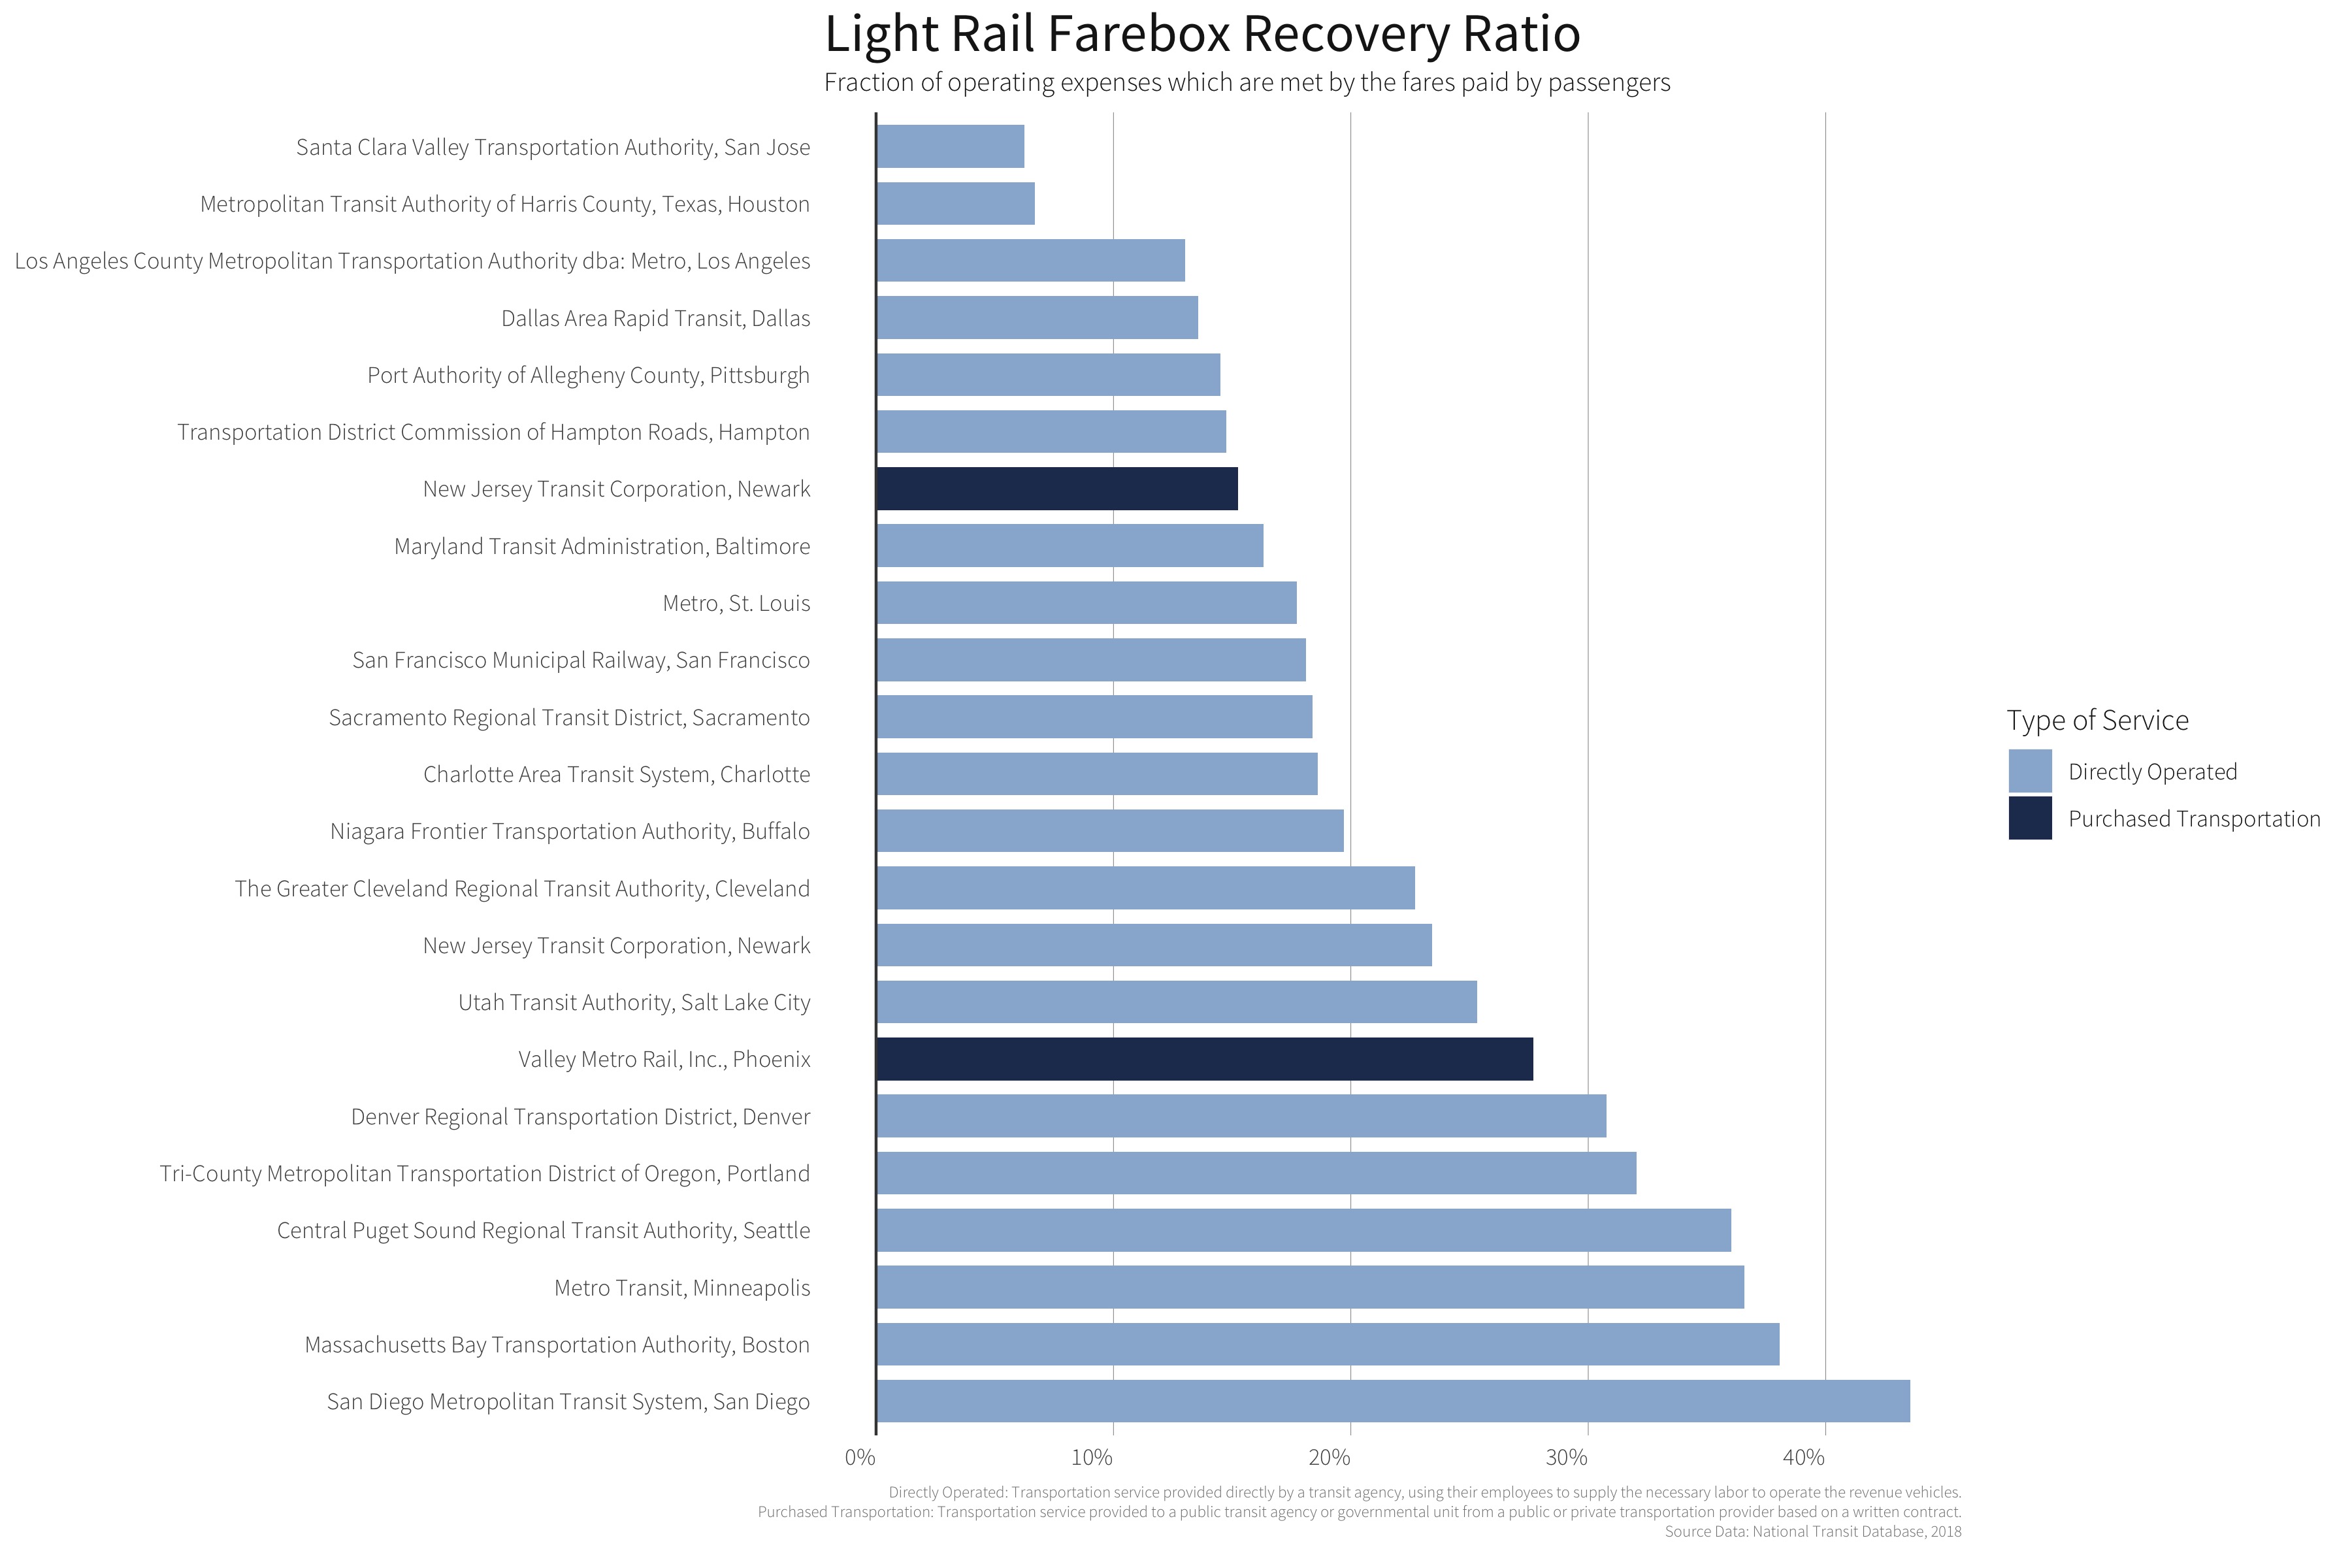 Light Rail Farebox Recovery Ratio
Fraction of operating expenses which are met by the fares paid by passengers
Santa Clara Valley Transportation Authority, San Jose
Metropolitan Transit Authority of Harris County, Texas, Houston
Los Angeles County Metropolitan Transportation Authority dba: Metro, Los Angeles
Dallas Area Rapid Transit, Dallas
Port Authority of Allegheny County, Pittsburgh
Transportation District Commission of Hampton Roads, Hampton
New Jersey Transit Corporation, Newark
Maryland Transit Administration, Baltimore
Metro, St. Louis
San Francisco Municipal Railway, San Francisco
Sacramento Regional Transit District, Sacramento
Charlotte Area Transit System, Charlotte
Niagara Frontier Transportation Authority, Buffalo
The Greater Cleveland Regional Transit Authority, Cleveland
New Jersey Transit Corporation, Newark
Utah Transit Authority, Salt Lake City
Valley Metro Rail, Inc., Phoenix
Denver Regional Transportation District, Denver
Tri-County Metropolitan Transportation District of Oregon, Portland
Central Puget Sound Regional Transit Authority, Seattle
Metro Transit, Minneapolis
Massachusetts Bay Transportation Authority, Boston
San Diego Metropolitan Transit System, San Diego
0% 10% 20% 30% 40%
Type of Service
Directly Operated
Purchased Transportation
Directly Operated: Transportation service provided directly by a transit agency, using their employees to supply the necessary labor to operate the revenue vehicles.
Purchased Transportation: Transportation service provided to a public transit agency or governmental unit from a public or private transportation provider based on a written contract.
Source Data: National Transit Database, 2018